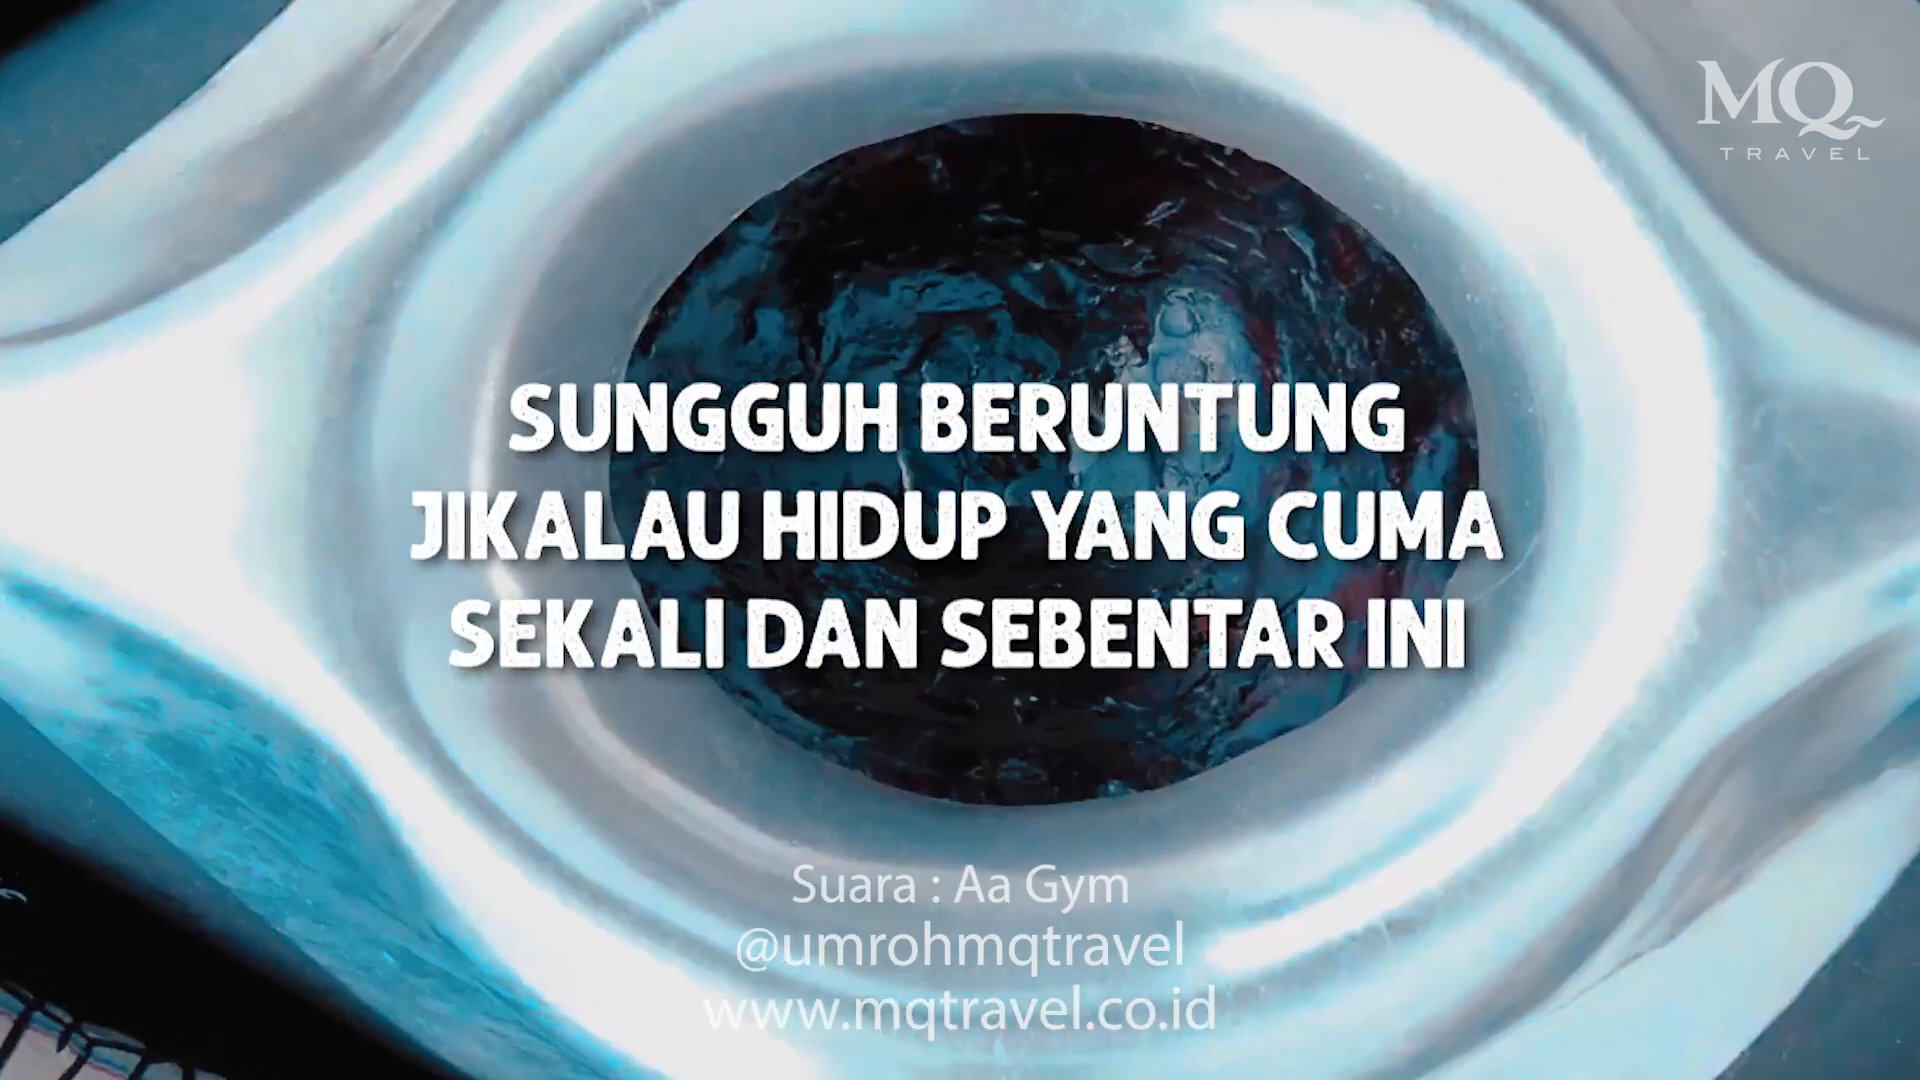 MQ
TRAVEL
SUNGGUH BERUNTUNG
JIKALAU HIDUP YANG CUMA
SEKALI DAN SEBENTAR INI
Suara : Aa Gym
@umrohmqtravel
www.mqtravel.co.id